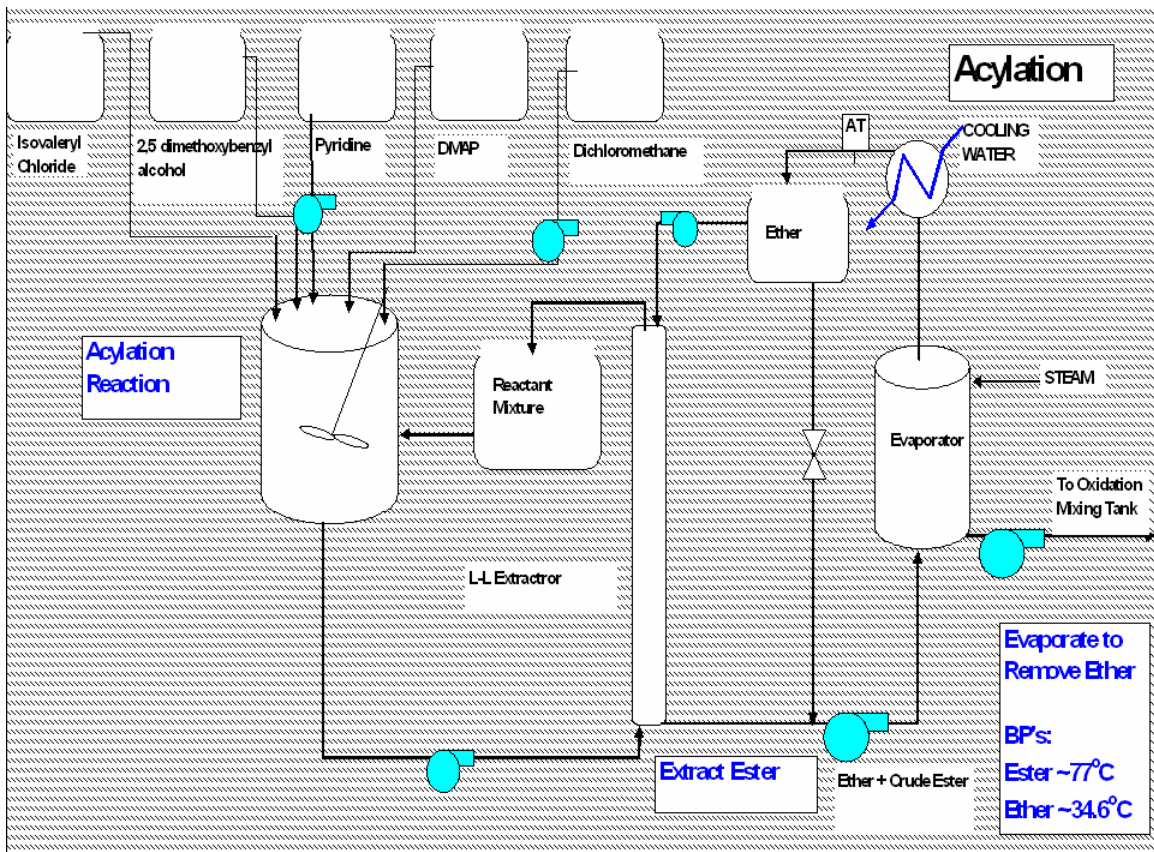 Acylation
Isovaleryl
Chloride
2,5 dimethoxybenzyl
alcohol
Pyridine
DMAP
Dichloromethane
AT
COOLING
WATER
Ether
Acylation
Reaction
Reactant
Mixture
STEAM
Evaporator
To Oxidation
Mixing Tank
L-L Extractror
Extract Ester
Ether + Crude Ester
Evaporate to
Remove Ether
BP's:
Ester ~77°C
Ether ~34.6°C